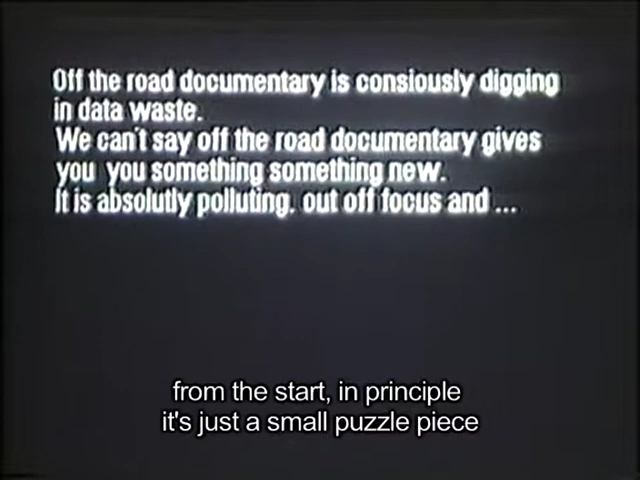 Off the road documentary is consiously digging
in data waste.
We can't say off the road documentary gives
you you something something new.
It is absolutly polluting. out off focus and ...
from the start, in principle
it's just a small puzzle piece